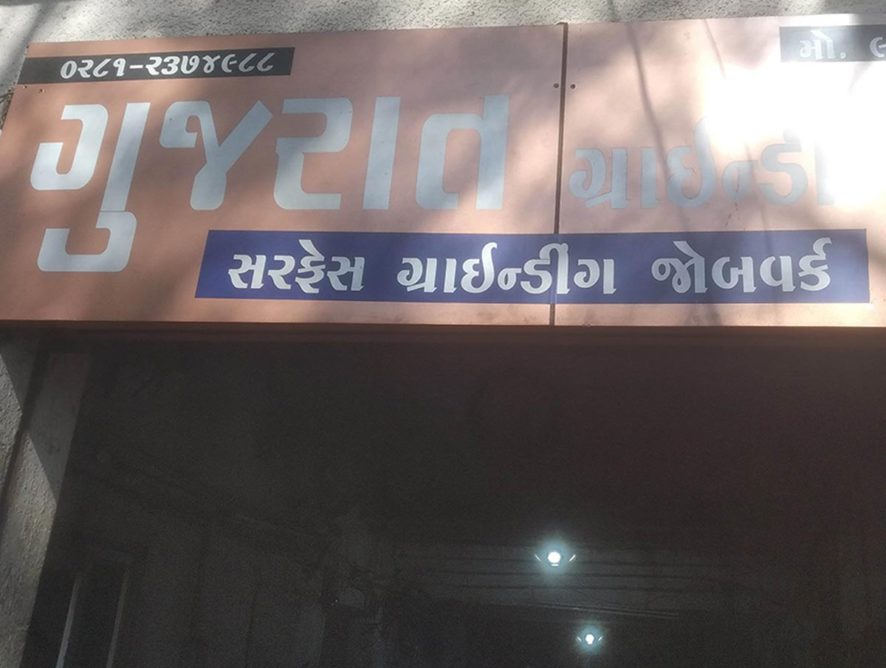 ૦૨૮૧-૨૩૭૪૯૮૮ મો.
ગુજરાત
સરફેસ ગ્રાઇન્ડીંગ જોબવર્ક